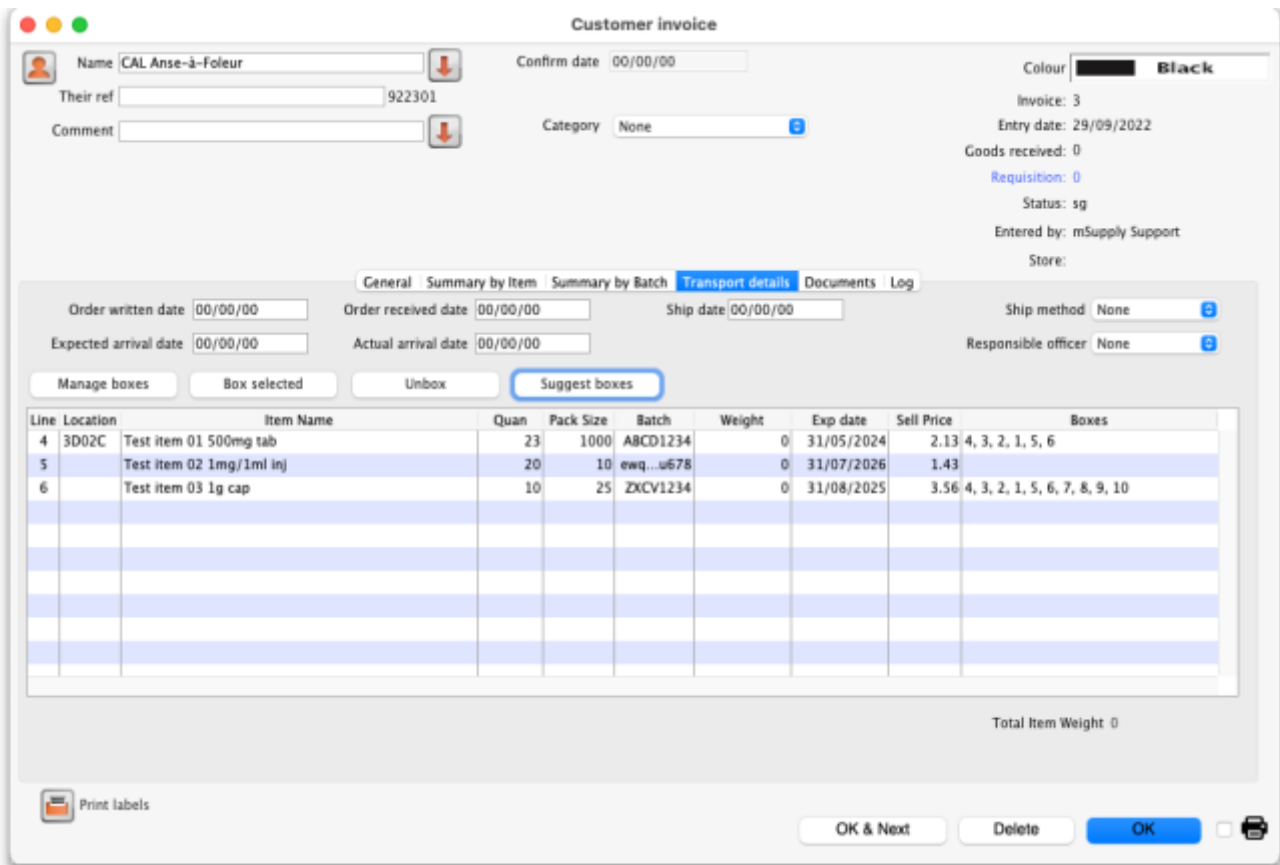 Customer invoice
Name CAL Anse-à-Foleur Confirm date 00/00/00 Colour Black
Their ref 922301 Invoice: 3
Comment Category None Entry date: 29/09/2022
Goods received: 0
Requisition: 0
Status: sg
Entered by: mSupply Support
Store:
General Summary by Item Summary by Batch Transport details Documents Log
Order written date 00/00/00 Order received date 00/00/00 Ship date 00/00/00 Ship method None
Expected arrival date 00/00/00 Actual arrival date 00/00/00 Responsible officer None
Manage boxes Box selected Unbox Suggest boxes
Line Location Item Name Quan Pack Size Batch Weight Exp date Sell Price Boxes
4 3D02C Test item 01 500mg tab 23 1000 ABCD1234 0 31/05/2024 2.13 4, 3, 2, 1, 5, 6
5 Test item 02 1mg/1ml inj 20 10 ewq...u678 0 31/07/2026 1.43
6 Test item 03 1g cap 10 25 ZXCV1234 0 31/08/2025 3.56 4, 3, 2, 1, 5, 6, 7, 8, 9, 10
Total Item Weight 0
Print labels
OK & Next Delete OK